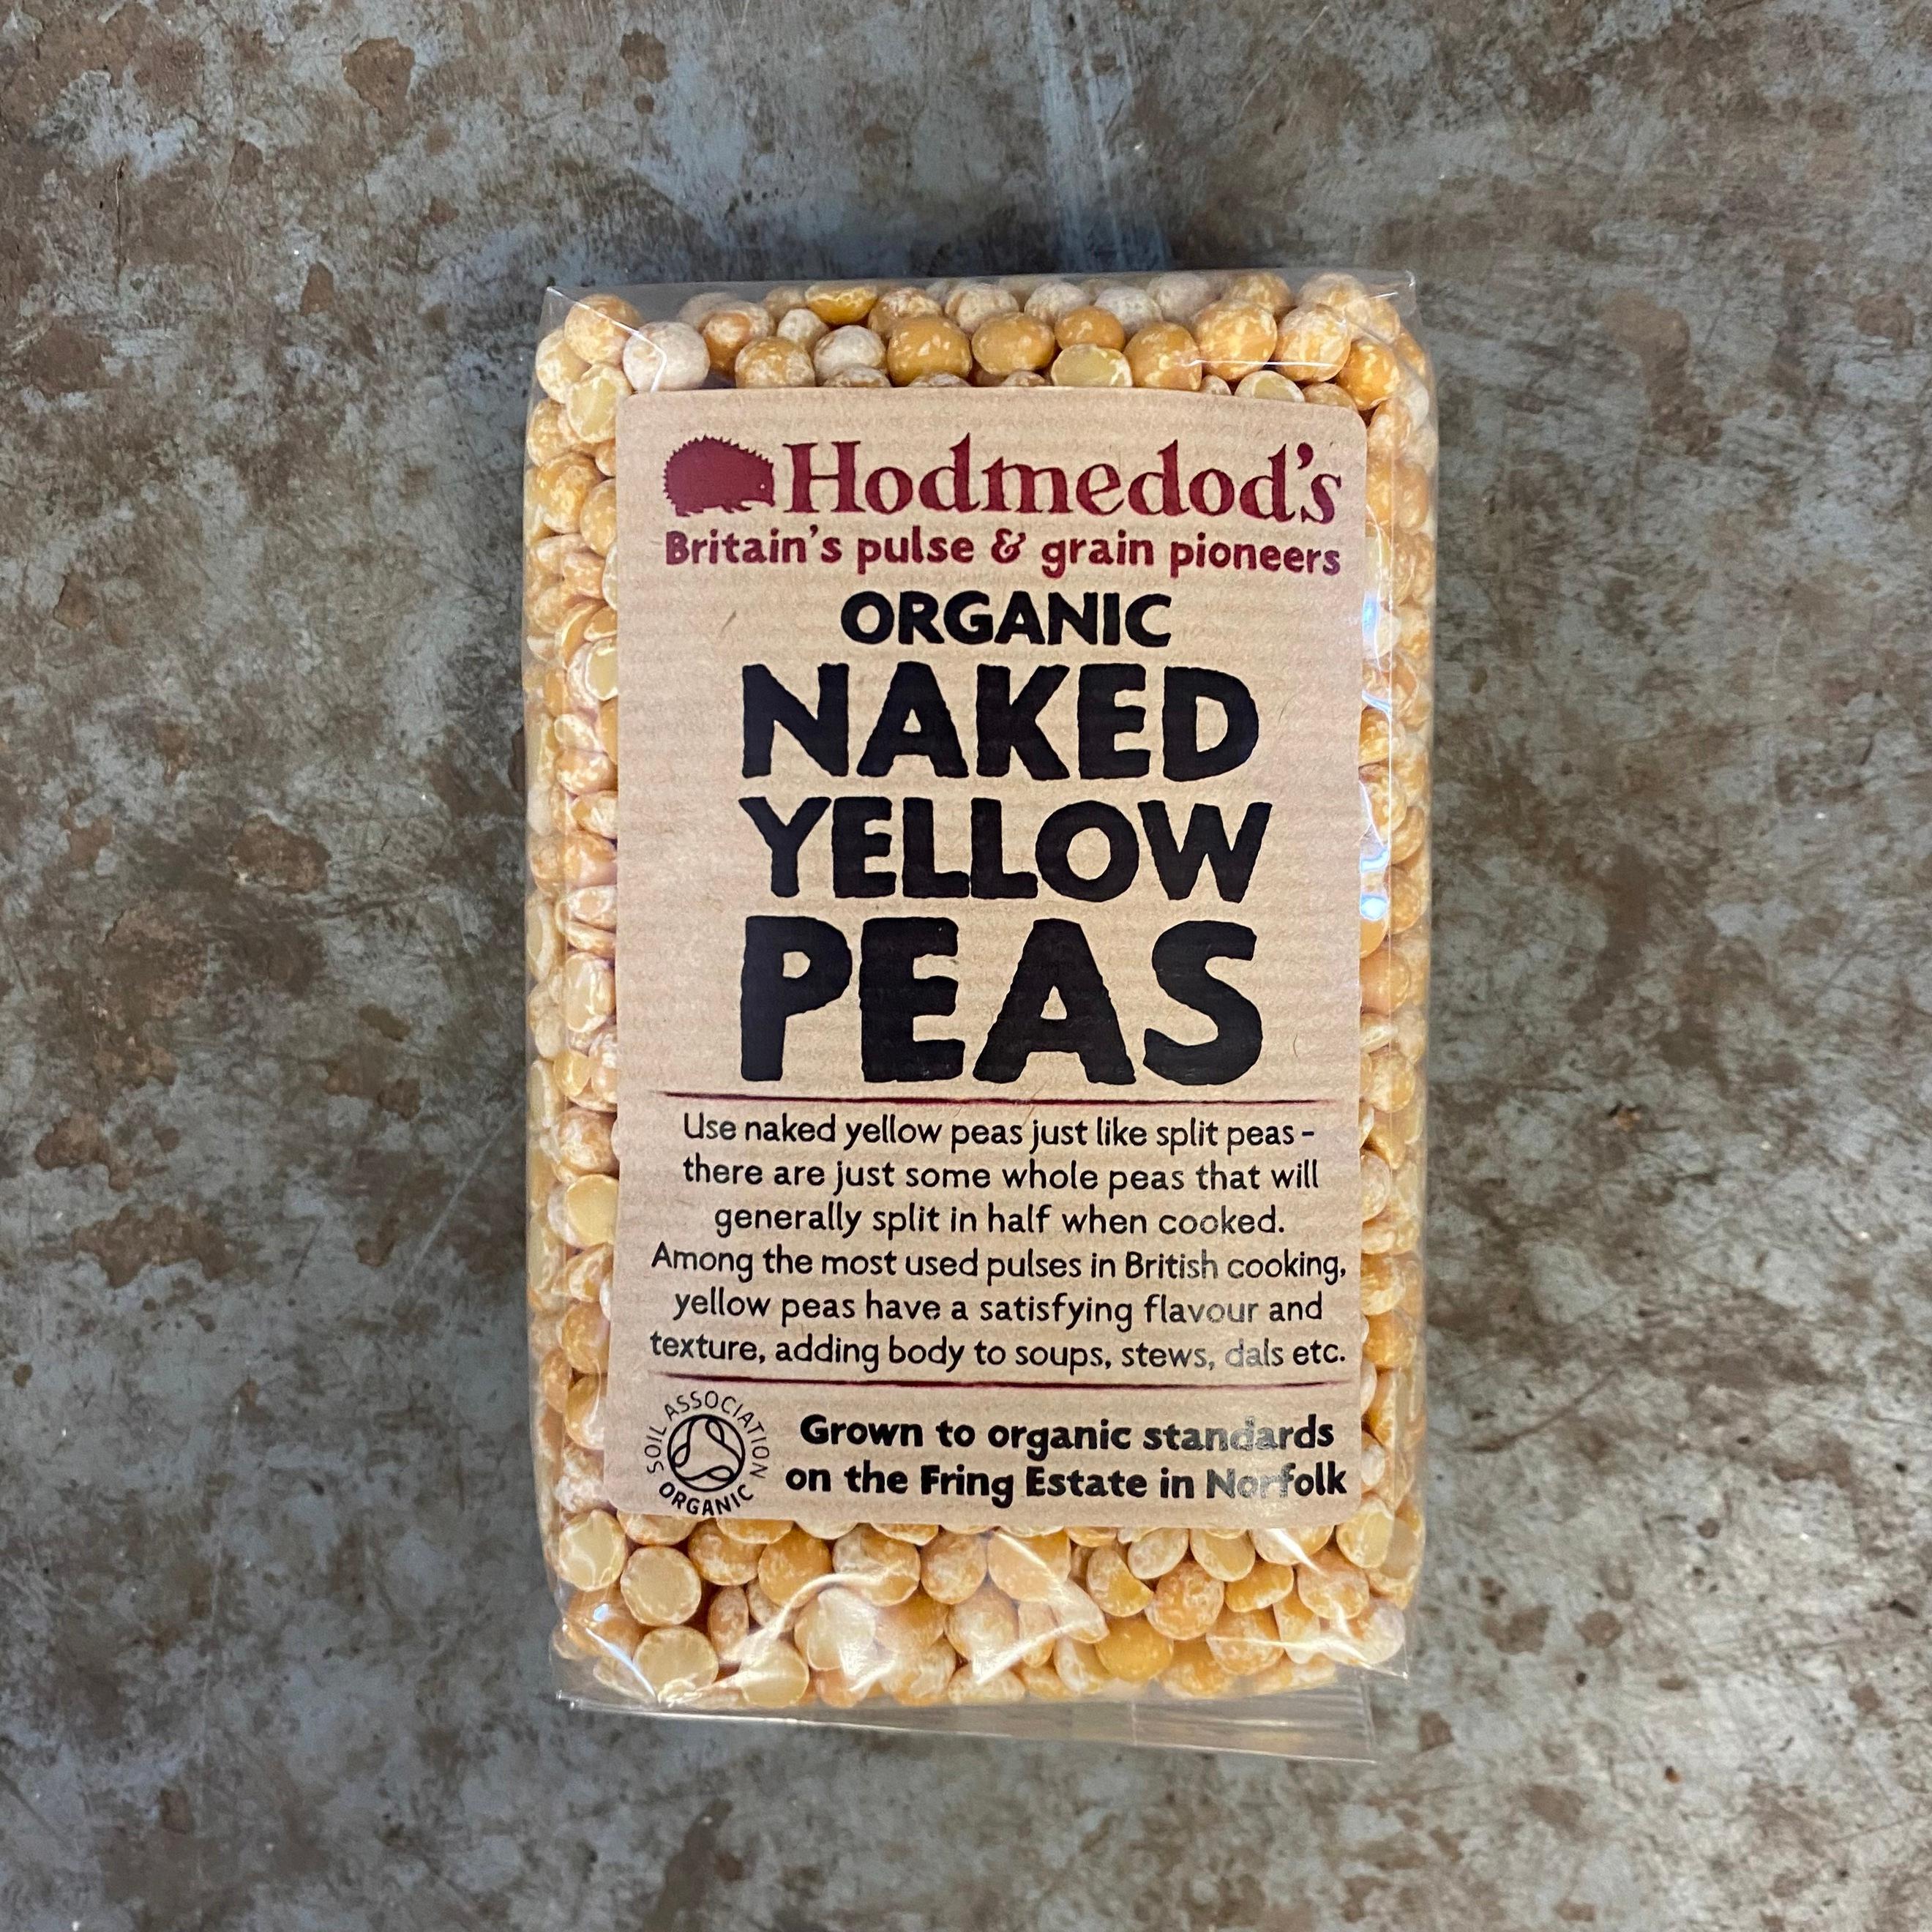 Hodmedod's
Britain's pulse & grain pioneers
ORGANIC
NAKED
YELLOW
PEAS
Use naked yellow peas just like split peas -
there are just some whole peas that will
generally split in half when cooked.
Among the most used pulses in British cooking,
yellow peas have a satisfying flavour and
texture, adding body to soups, stews, dals etc.
SOIL ASSOCIATION
ORGANIC
Grown to organic standards
on the Fring Estate in Norfolk